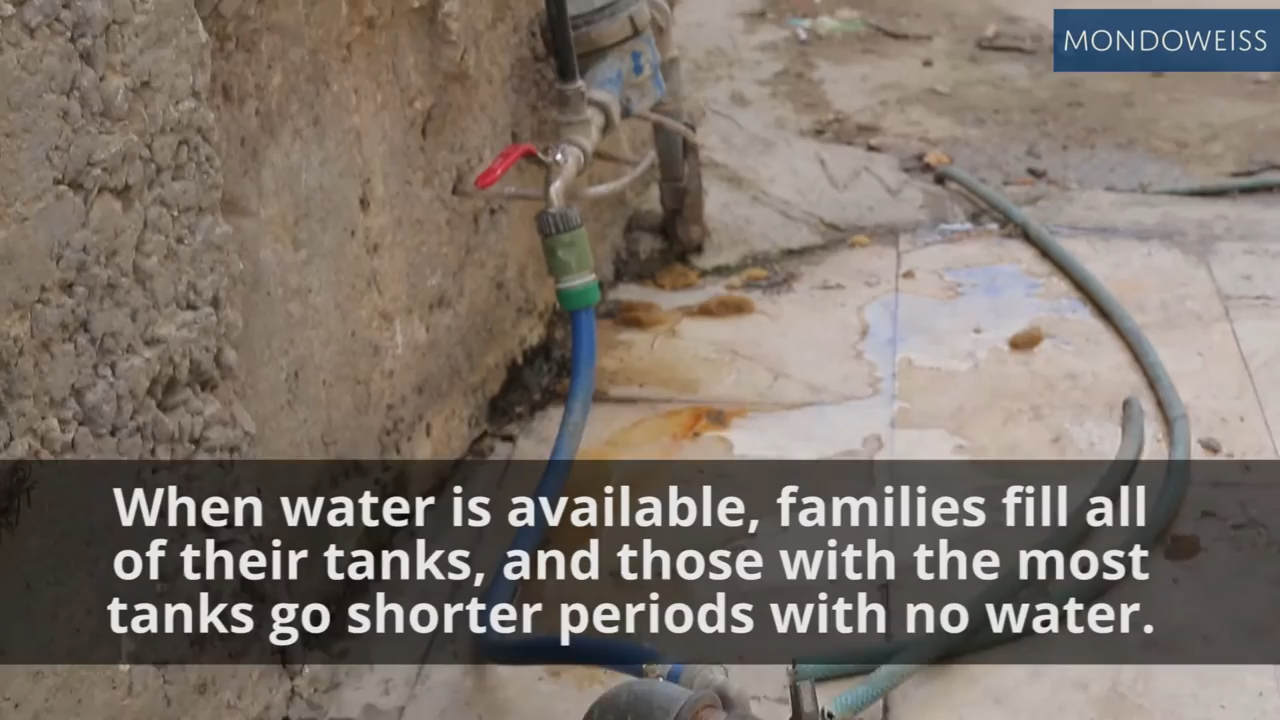 MONDOWEISS
When water is available, families fill all
of their tanks, and those with the most
tanks go shorter periods with no water.